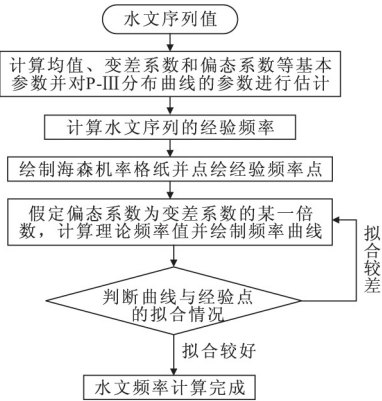 水文序列值
计算均值、变差系数和偏态系数等基本
参数并对P-Ⅲ分布曲线的参数进行估计
计算水文序列的经验频率
绘制海森机率格纸并点绘经验频率点
假定偏态系数为变差系数的某一倍
数，计算理论频率值并绘制频率曲线
拟合较差
判断曲线与经验点
的拟合情况
拟合较好
水文频率计算完成